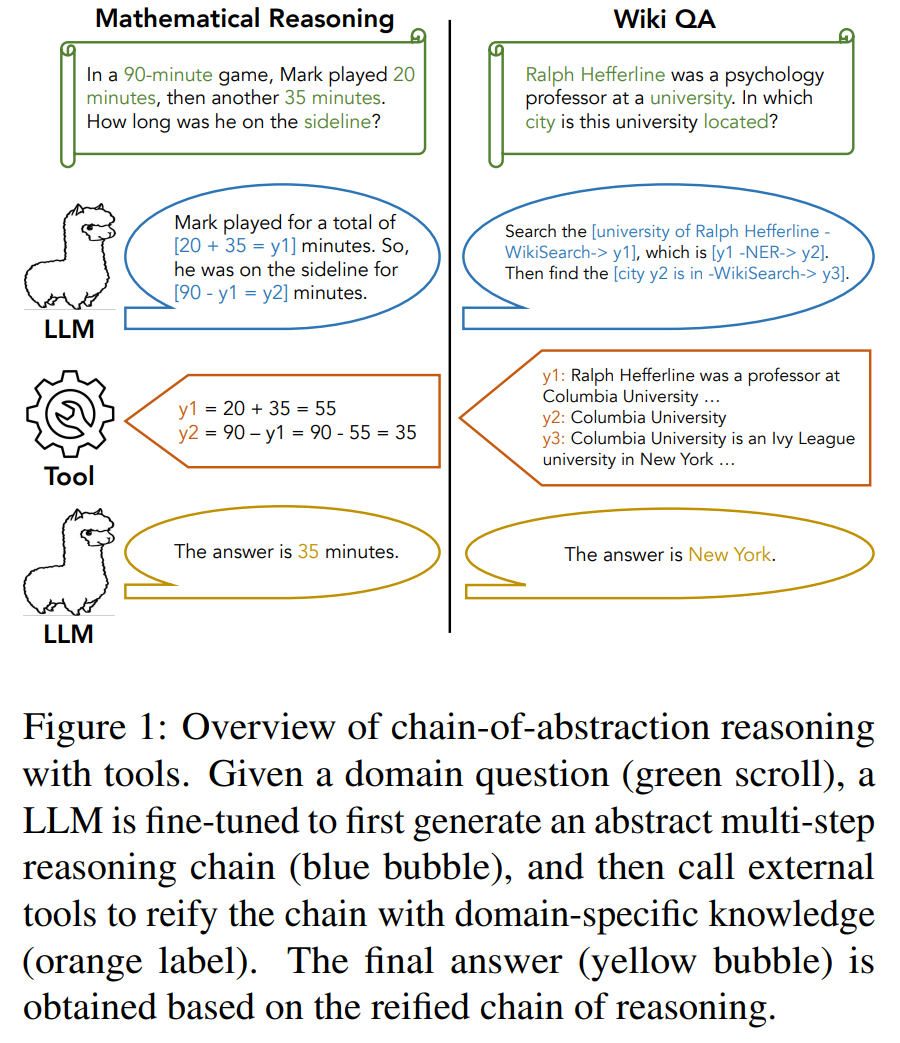 Mathematical Reasoning
Wiki QA
In a 90-minute game, Mark played 20
minutes, then another 35 minutes.
How long was he on the sideline?
Ralph Hefferline was a psychology
professor at a university. In which
city is this university located?
Mark played for a total of
[20 + 35 = y1] minutes. So,
he was on the sideline for
[90 - y1 = y2] minutes.
Search the [university of Ralph Hefferline -
WikiSearch-> y1], which is [y1 -NER-> y2].
Then find the [city y2 is in -WikiSearch-> y3].
LLM
y1 = 20 + 35 = 55
y2 = 90 – y1 = 90 - 55 = 35
y1: Ralph Hefferline was a professor at
Columbia University …
y2: Columbia University
y3: Columbia University is an Ivy League
university in New York …
Tool
The answer is 35 minutes.
The answer is New York.
LLM
Figure 1: Overview of chain-of-abstraction reasoning
with tools. Given a domain question (green scroll), a
LLM is fine-tuned to first generate an abstract multi-step
reasoning chain (blue bubble), and then call external
tools to reify the chain with domain-specific knowledge
(orange label). The final answer (yellow bubble) is
obtained based on the reified chain of reasoning.